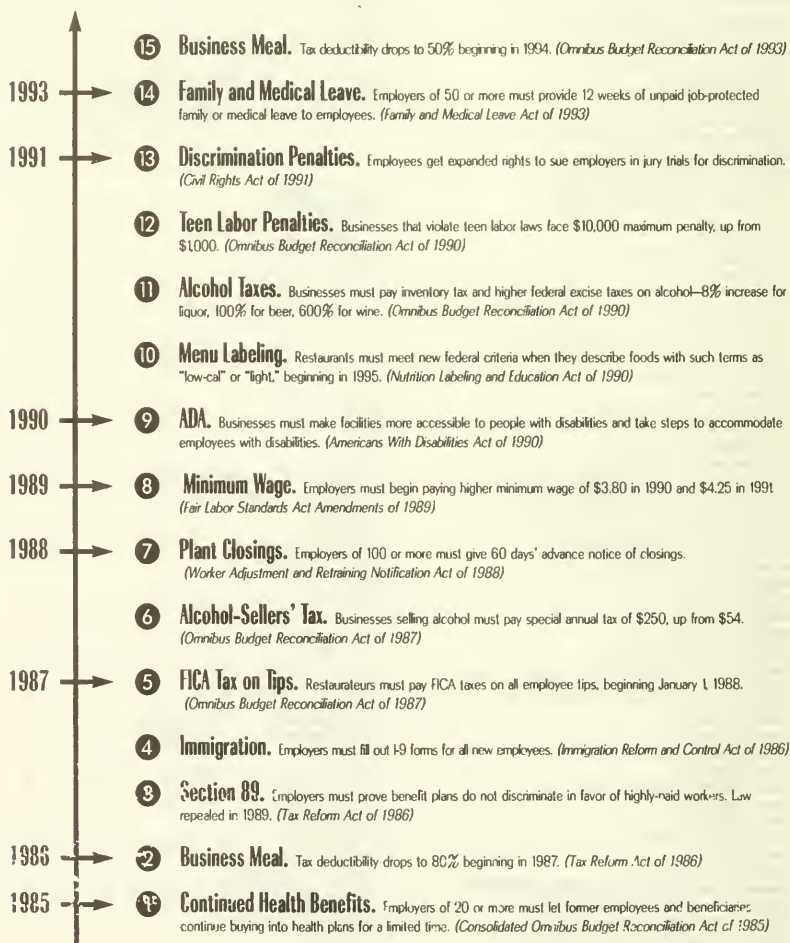 15 Business Meal. Tax deductibility drops to 50% beginning in 1994. (Omnibus Budget Reconciliation Act of 1993)
1993 14 Family and Medical Leave. Employers of 50 or more must provide 12 weeks of unpaid job-protected
family or medical leave to employees. (Family and Medical Leave Act of 1993)
1991 13 Discrimination Penalties. Employees get expanded rights to sue employers in jury trials for discrimination.
(Civil Rights Act of 1991)
12 Teen Labor Penalties. Businesses that violate teen labor laws face $10,000 maximum penalty, up from
$1,000. (Omnibus Budget Reconciliation Act of 1990)
11 Alcohol Taxes. Businesses must pay inventory tax and higher federal excise taxes on alcohol—8% increase for
liquor, 100% for beer, 600% for wine. (Omnibus Budget Reconciliation Act of 1990)
10 Menu Labeling. Restaurants must meet new federal criteria when they describe foods with such terms as
"low-cal" or "light," beginning in 1995. (Nutrition Labeling and Education Act of 1990)
1990 9 ADA. Businesses must make facilities more accessible to people with disabilities and take steps to accommodate
employees with disabilities. (Americans With Disabilities Act of 1990)
1989 8 Minimum Wage. Employers must begin paying higher minimum wage of $3.80 in 1990 and $4.25 in 1991
(Fair Labor Standards Act Amendments of 1989)
1988 7 Plant Closings. Employers of 100 or more must give 60 days' advance notice of closings.
(Worker Adjustment and Retraining Notification Act of 1988)
6 Alcohol-Sellers' Tax. Businesses selling alcohol must pay special annual tax of $250, up from $54.
(Omnibus Budget Reconciliation Act of 1987)
1987 5 FICA Tax on Tips. Restaurateurs must pay FICA taxes on all employee tips, beginning January 1, 1988.
(Omnibus Budget Reconciliation Act of 1987)
4 Immigration. Employers must fill out I-9 forms for all new employees. (Immigration Reform and Control Act of 1986)
3 Section 89. Employers must prove benefit plans do not discriminate in favor of highly-paid workers. Law
repealed in 1989. (Tax Reform Act of 1986)
1986 2 Business Meal. Tax deductibility drops to 80% beginning in 1987. (Tax Reform Act of 1986)
1985 1 Continued Health Benefits. Employers of 20 or more must let former employees and beneficiaries
continue buying into health plans for a limited time. (Consolidated Omnibus Budget Reconciliation Act of 1985)